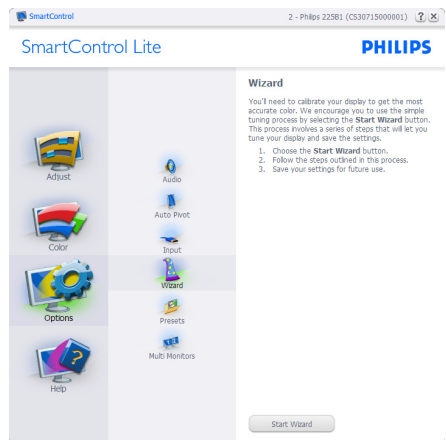 SmartControl
2 - Philips 225B1 (CS30715000001)
? X
SmartControl Lite
PHILIPS
Adjust
Color
Options
Help
Audio
Auto Pivot
Input
Wizard
Presets
Multi Monitors
Wizard
You'll need to calibrate your display to get the most
accurate color. We encourage you to use the simple
tuning process by selecting the Start Wizard button.
This process involves a series of steps that will let you
tune your display and save the settings.
1. Choose the Start Wizard button.
2. Follow the steps outlined in this process.
3. Save your settings for future use.
Start Wizard